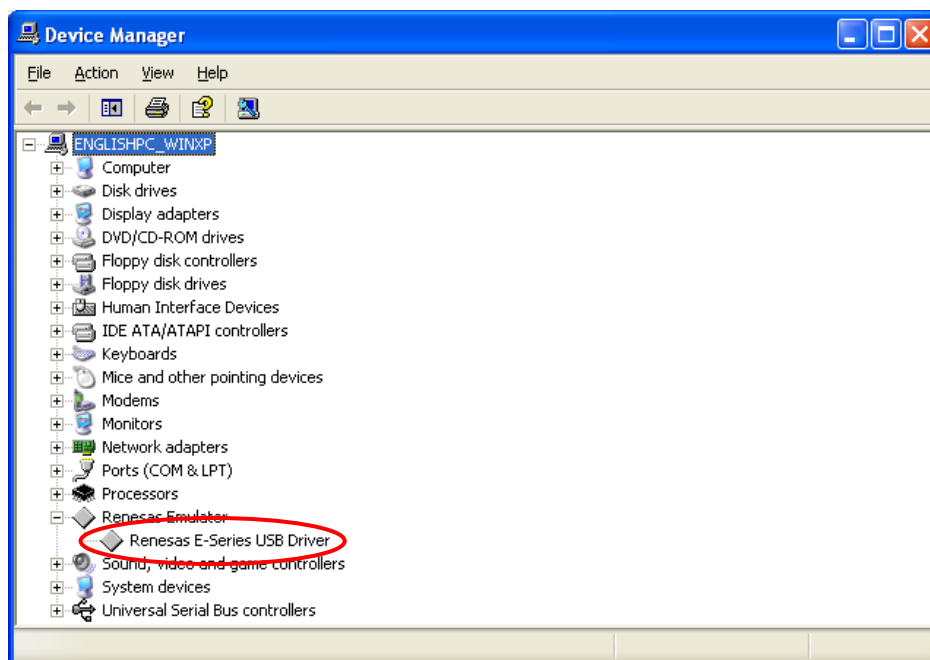 Device Manager
File Action View Help
ENGLISHPC_WINXP
Computer
Disk drives
Display adapters
DVD/CD-ROM drives
Floppy disk controllers
Floppy disk drives
Human Interface Devices
IDE ATA/ATAPI controllers
Keyboards
Mice and other pointing devices
Modems
Monitors
Network adapters
Ports (COM & LPT)
Processors
Renesas Emulator
Renesas E-Series USB Driver
Sound, video and game controllers
System devices
Universal Serial Bus controllers